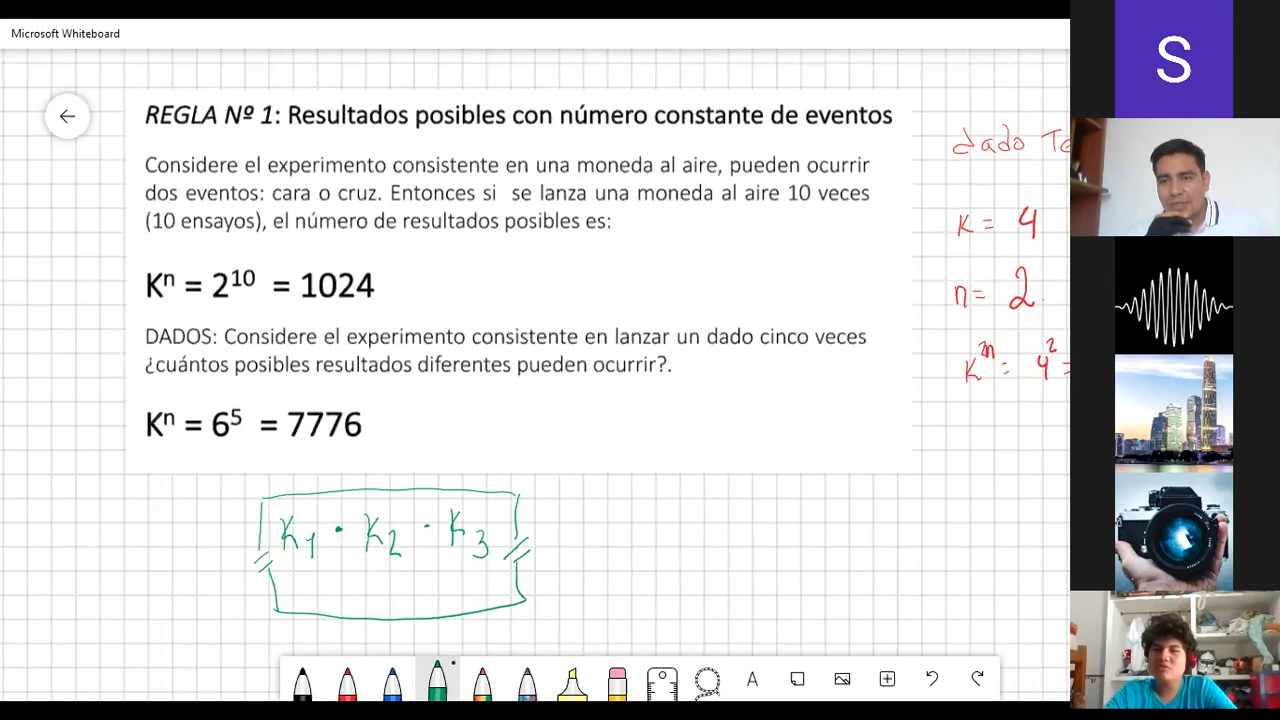 Microsoft Whiteboard
S
REGLA Nº 1: Resultados posibles con número constante de eventos
Considere el experimento consistente en una moneda al aire, pueden ocurrir
dos eventos: cara o cruz. Entonces si se lanza una moneda al aire 10 veces
(10 ensayos), el número de resultados posibles es:
Kⁿ = 2¹⁰ = 1024
DADOS: Considere el experimento consistente en lanzar un dado cinco veces
¿cuántos posibles resultados diferentes pueden ocurrir?.
Kⁿ = 6⁵ = 7776
dado Te
K = 4
n = 2
Kⁿ = 4² =
K₁ · K₂ · K₃
A